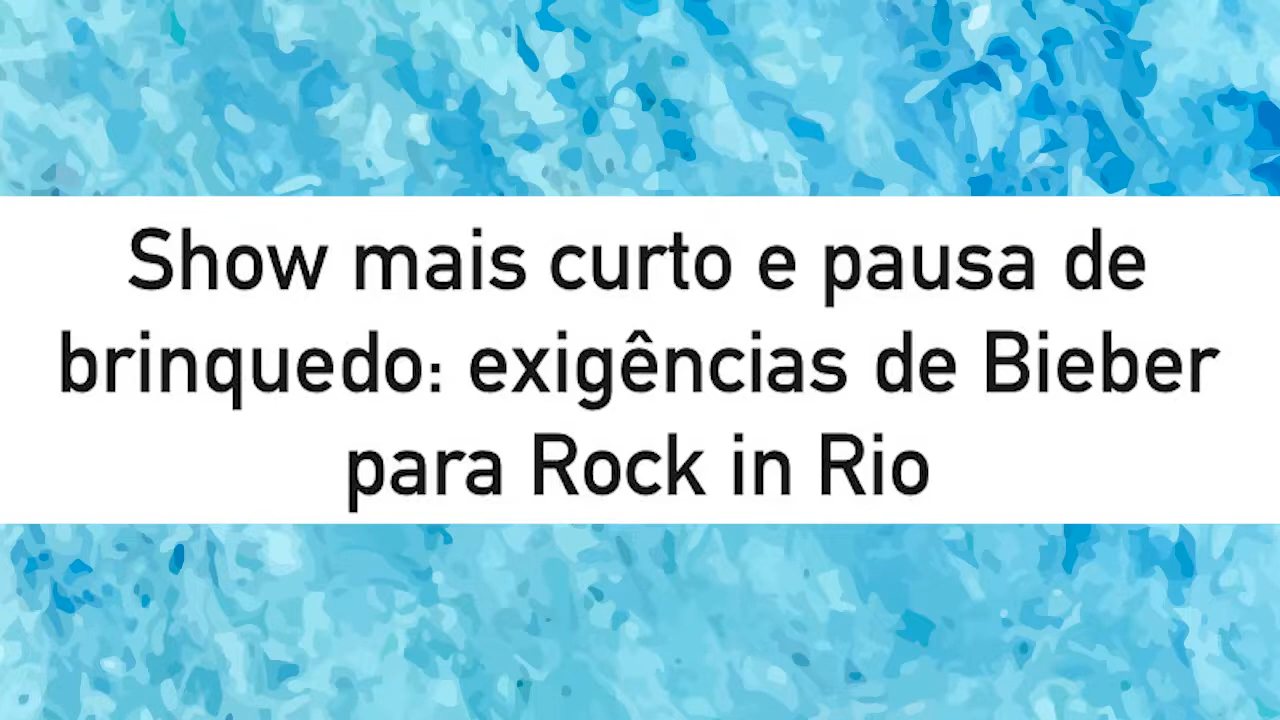 Show mais curto e pausa de
brinquedo: exigências de Bieber
para Rock in Rio